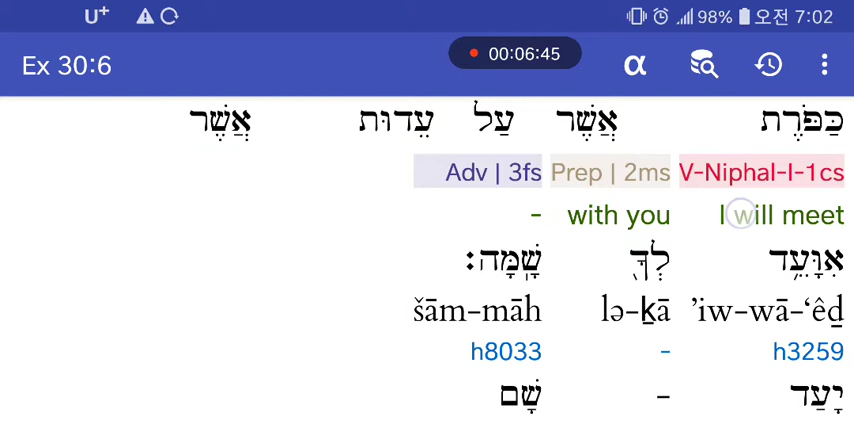 U+ 98% 오전 7:02
Ex 30:6 00:06:45 α
כַּפֹּרֶת אֲשֶׁר עַל עֵדוּת אֲשֶׁר
V-Niphal-I-1cs Prep | 2ms Adv | 3fs
I will meet with you -
אִוָּעֵ֥ד לְךָ֖ שָֽׁמָּה׃
’iw-wā-‘êḏ lə-ḵā šām-māh
h3259 - h8033
יָעַד - שָׁם